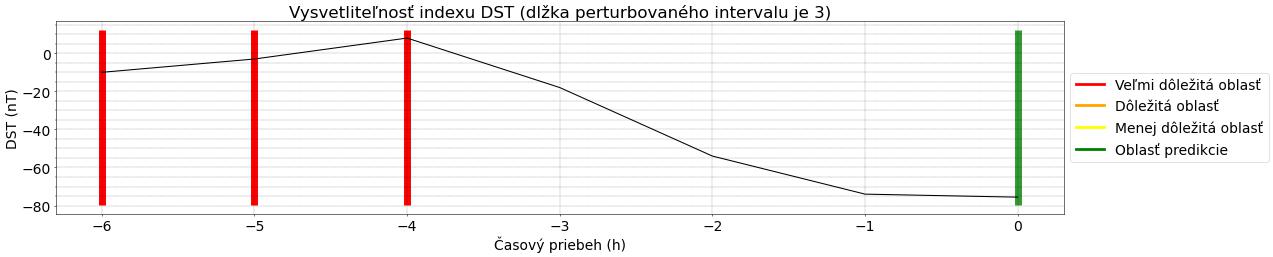 Vysvetliteľnosť indexu DST (dĺžka perturbovaného intervalu je 3)
DST (nT)
0
−20
−40
−60
−80
−6 −5 −4 −3 −2 −1 0
Časový priebeh (h)
Veľmi dôležitá oblasť
Dôležitá oblasť
Menej dôležitá oblasť
Oblasť predikcie